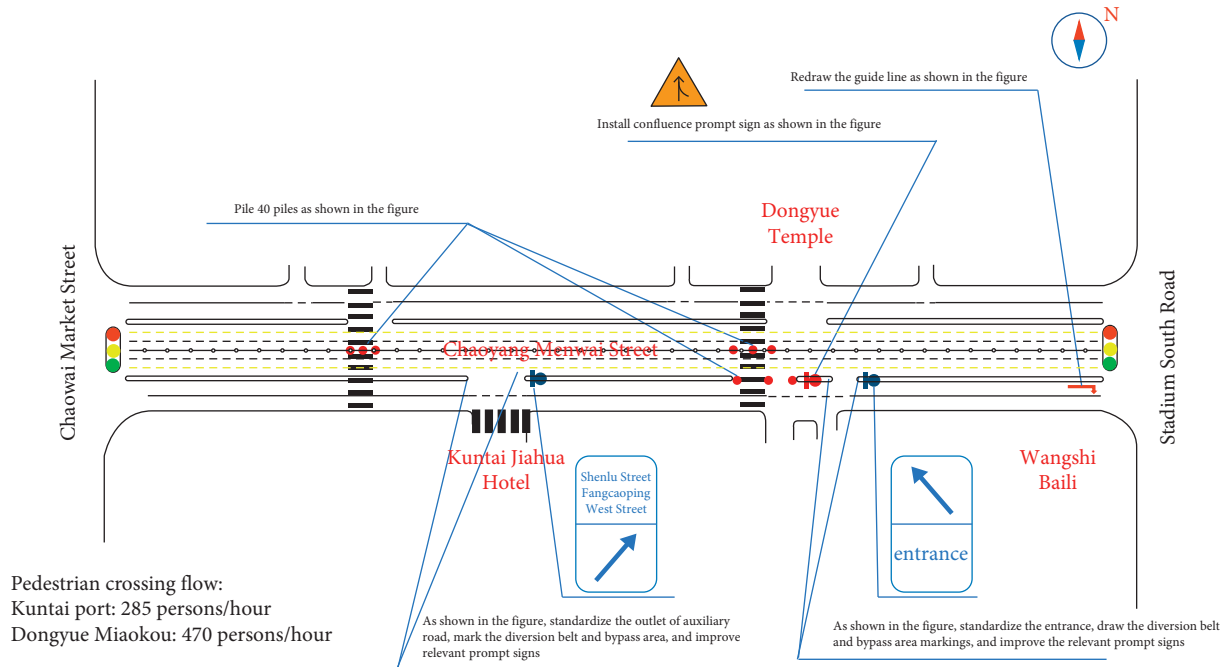 N
Redraw the guide line as shown in the figure
Install confluence prompt sign as shown in the figure
Pile 40 piles as shown in the figure
Dongyue
Temple
Chaowai Market Street
Chaoyang Menwai Street
Stadium South Road
Kuntai Jiahua
Hotel
Shenlu Street
Fangcaoping
West Street
entrance
Wangshi
Baili
Pedestrian crossing flow:
Kuntai port: 285 persons/hour
Dongyue Miaokou: 470 persons/hour
As shown in the figure, standardize the outlet of auxiliary
road, mark the diversion belt and bypass area, and improve
relevant prompt signs
As shown in the figure, standardize the entrance, draw the diversion belt
and bypass area markings, and improve the relevant prompt signs